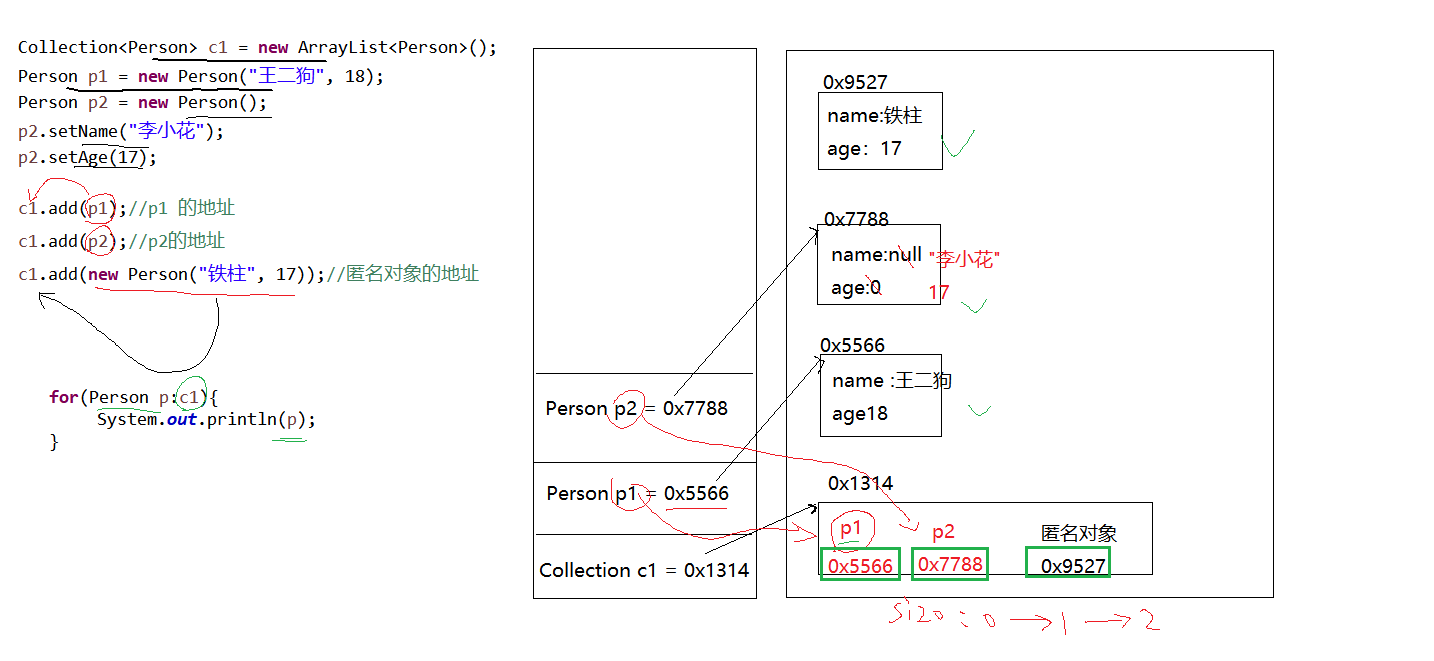 Collection<Person> c1 = new ArrayList<Person>();
Person p1 = new Person("王二狗", 18);
Person p2 = new Person();
p2.setName("李小花");
p2.setAge(17);
c1.add(p1);//p1 的地址
c1.add(p2);//p2的地址
c1.add(new Person("铁柱", 17));//匿名对象的地址
for(Person p:c1){
System.out.println(p);
}
Person p2 = 0x7788
Person p1 = 0x5566
Collection c1 = 0x1314
0x9527
name:铁柱
age：17
0x7788
name:null "李小花"
age:0 17
0x5566
name :王二狗
age18
0x1314
p1 p2 匿名对象
0x5566 0x7788 0x9527
size:0→1→2